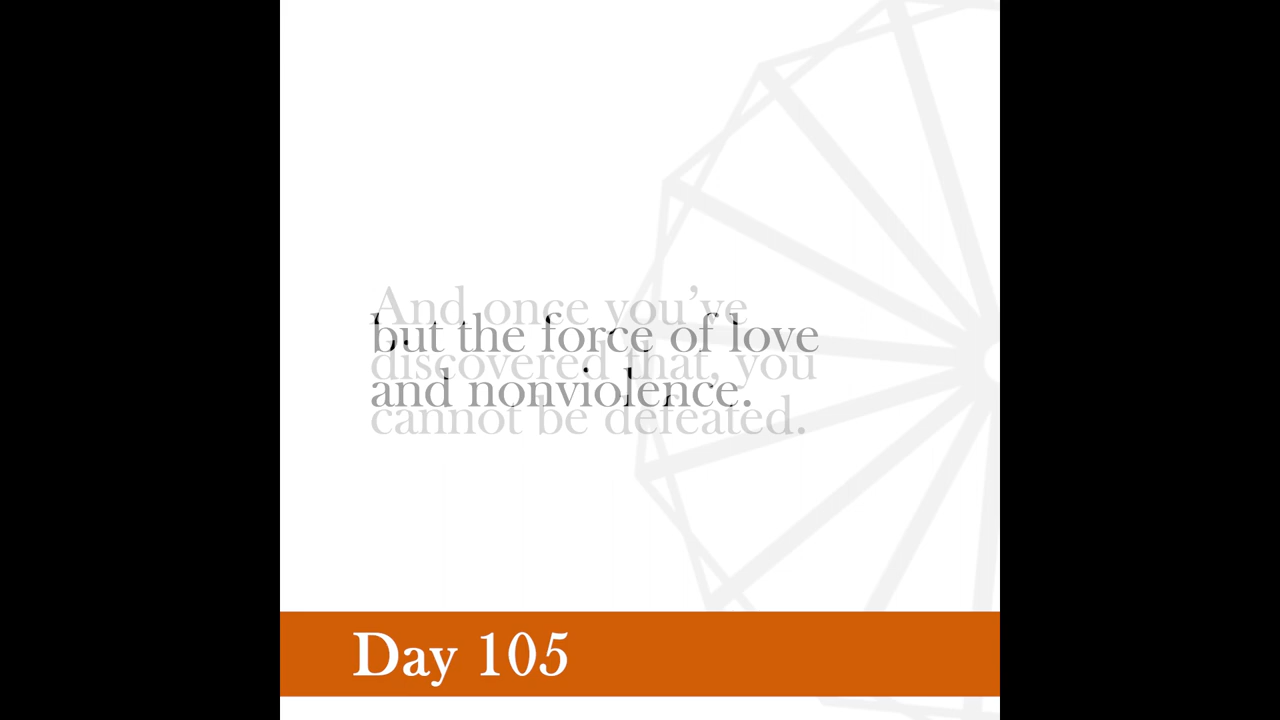 but the force of love
and nonviolence.
And once you've
discovered that, you
cannot be defeated.
Day 105